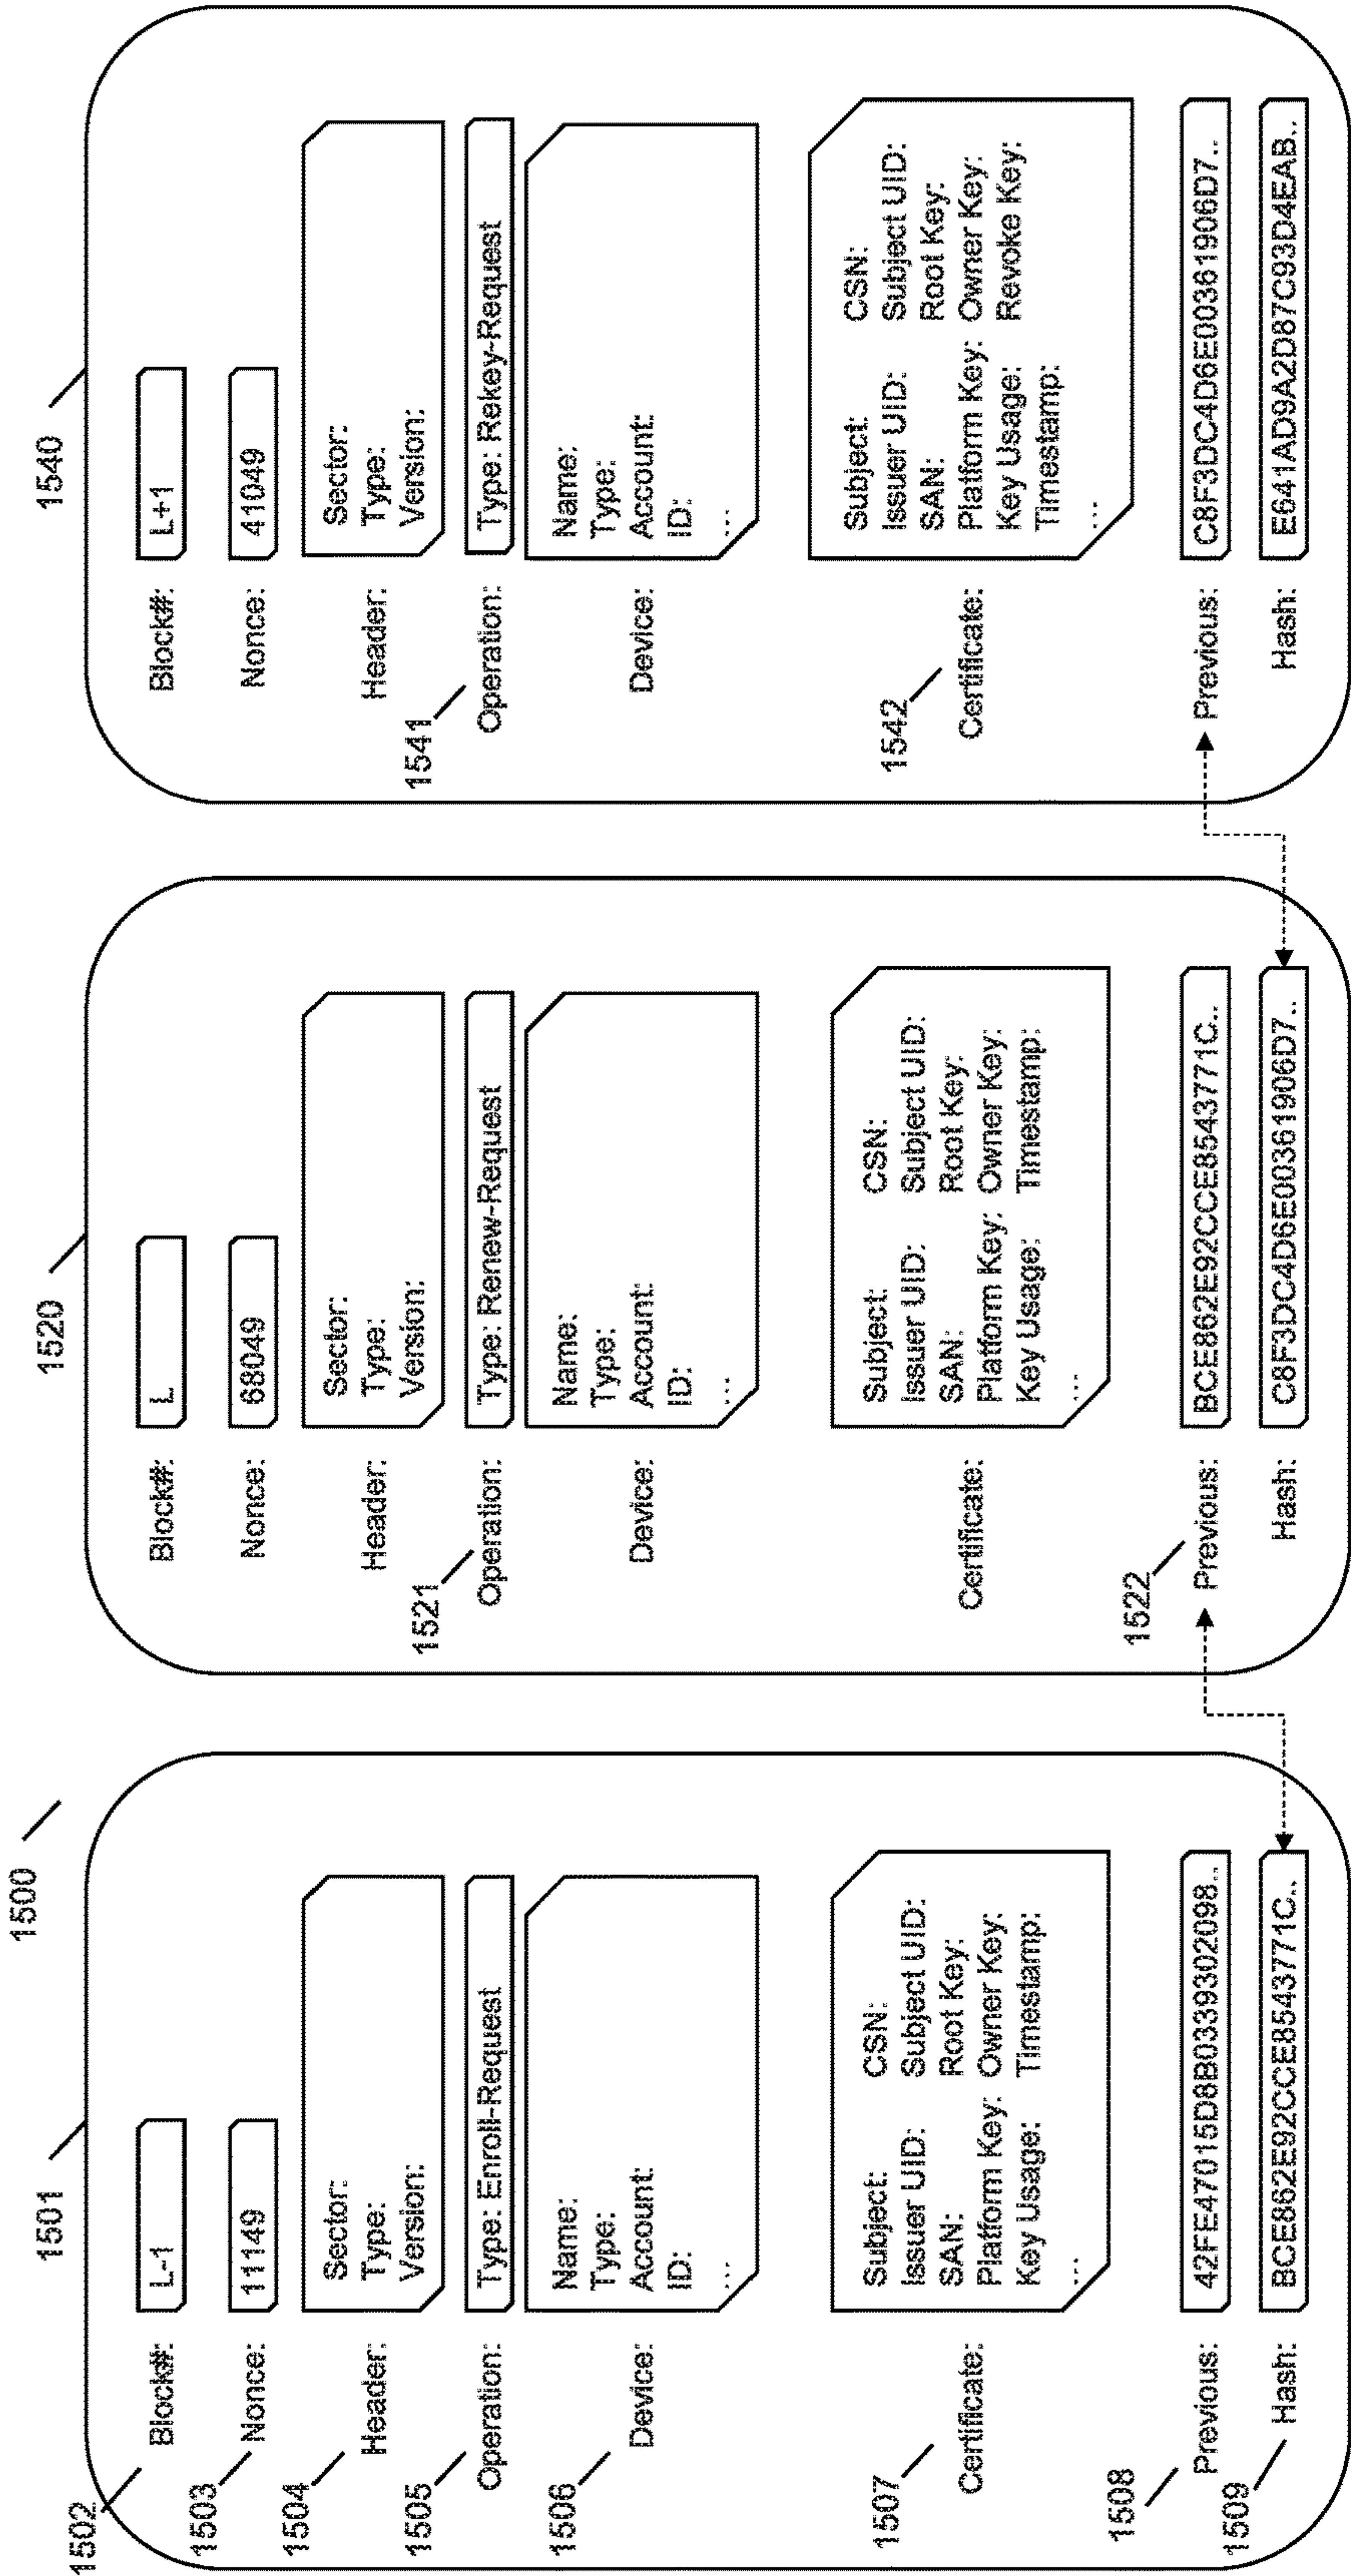 1500
1501
1502
Block#: L-1
1503
Nonce: 11149
1504
Header:
Sector:
Type:
Version:
1505
Operation: Type: Enroll-Request
1506
Device:
Name:
Type:
Account:
ID:
...
1507
Certificate:
Subject: CSN:
Issuer UID: Subject UID:
SAN: Root Key:
Platform Key: Owner Key:
Key Usage: Timestamp:
...
1508
Previous: 42FE47015D8B0339302098..
1509
Hash: BCE862E92CCE8543771C..
1520
Block#: L
Nonce: 68049
Header:
Sector:
Type:
Version:
1521
Operation: Type: Renew-Request
Device:
Name:
Type:
Account:
ID:
...
Certificate:
Subject: CSN:
Issuer UID: Subject UID:
SAN: Root Key:
Platform Key: Owner Key:
Key Usage: Timestamp:
...
1522
Previous: BCE862E92CCE8543771C..
Hash: C8F3DC4D6E00361906D7..
1540
Block#: L+1
Nonce: 41049
Header:
Sector:
Type:
Version:
1541
Operation: Type: Rekey-Request
Device:
Name:
Type:
Account:
ID:
...
1542
Certificate:
Subject: CSN:
Issuer UID: Subject UID:
SAN: Root Key:
Platform Key: Owner Key:
Key Usage: Revoke Key:
Timestamp:
...
Previous: C8F3DC4D6E00361906D7..
Hash: E641AD9A2D87C93D4EAB..